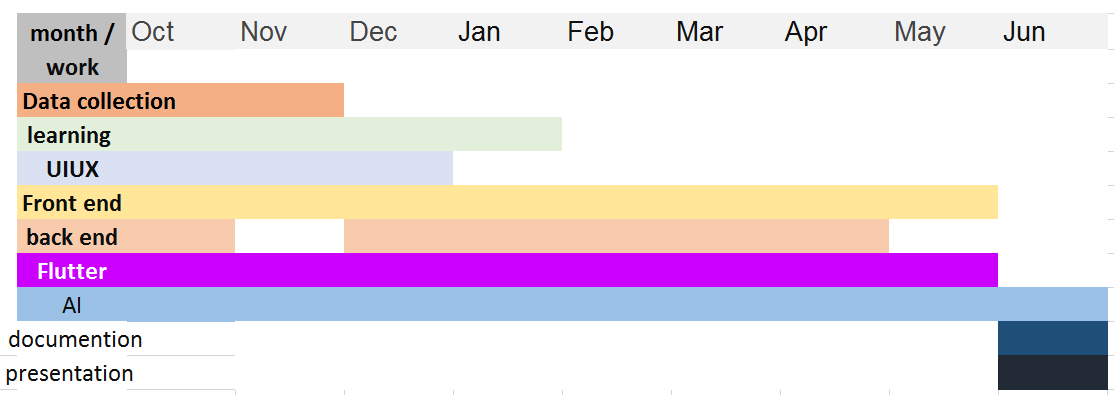 month / Oct Nov Dec Jan Feb Mar Apr May Jun
work
Data collection
learning
UIUX
Front end
back end
Flutter
AI
documention
presentation